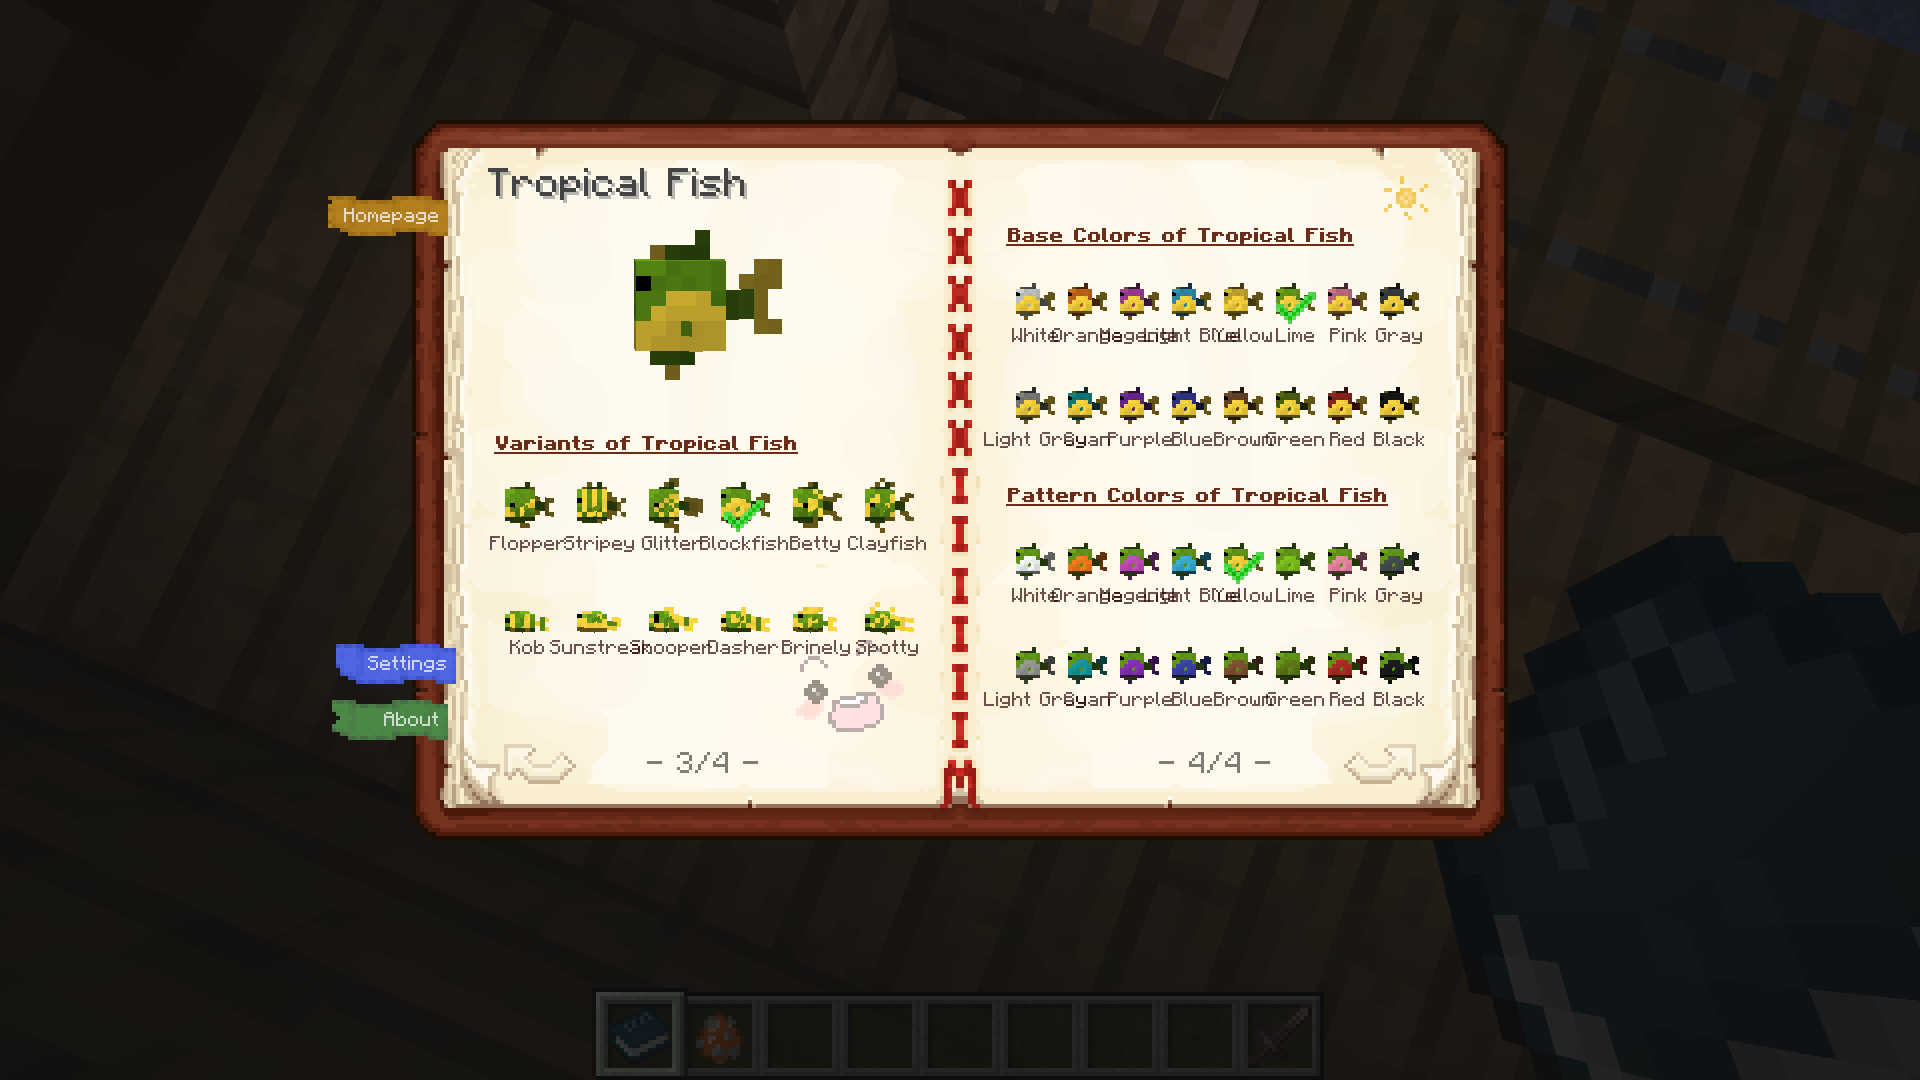 Tropical Fish
Homepage
Variants of Tropical Fish
Flopper Stripey Glitter Blockfish Betty Clayfish
Kob Sunstreak Snooper Dasher Brinely Spotty
Settings
About
- 3/4 -
Base Colors of Tropical Fish
White Orange Magenta Light Blue Yellow Lime Pink Gray
Light Gray Cyan Purple Blue Brown Green Red Black
Pattern Colors of Tropical Fish
White Orange Magenta Light Blue Yellow Lime Pink Gray
Light Gray Cyan Purple Blue Brown Green Red Black
- 4/4 -